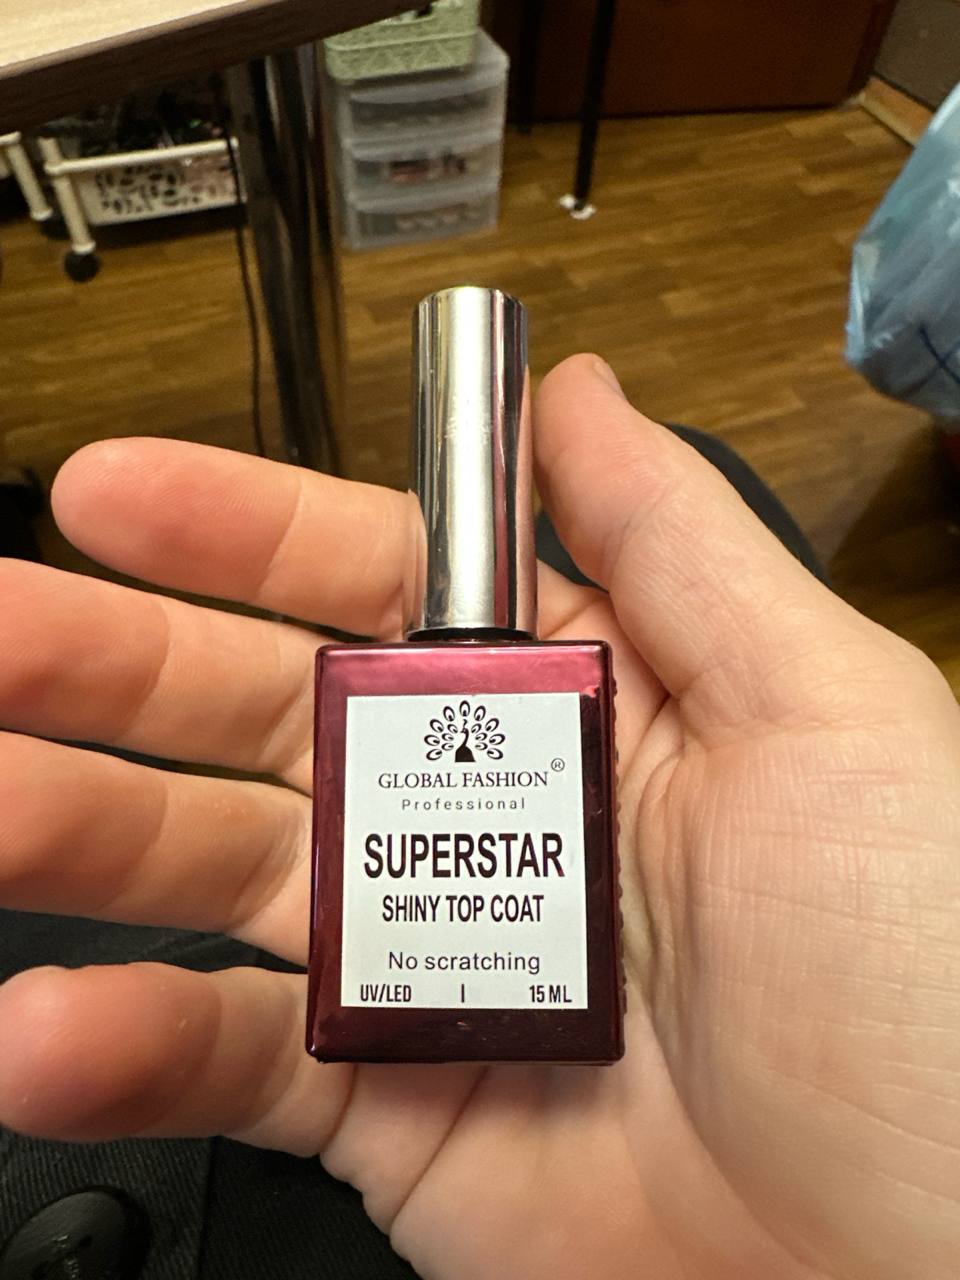 GLOBAL FASHION®
Professional
SUPERSTAR
SHINY TOP COAT
No scratching
UV/LED | 15 ML